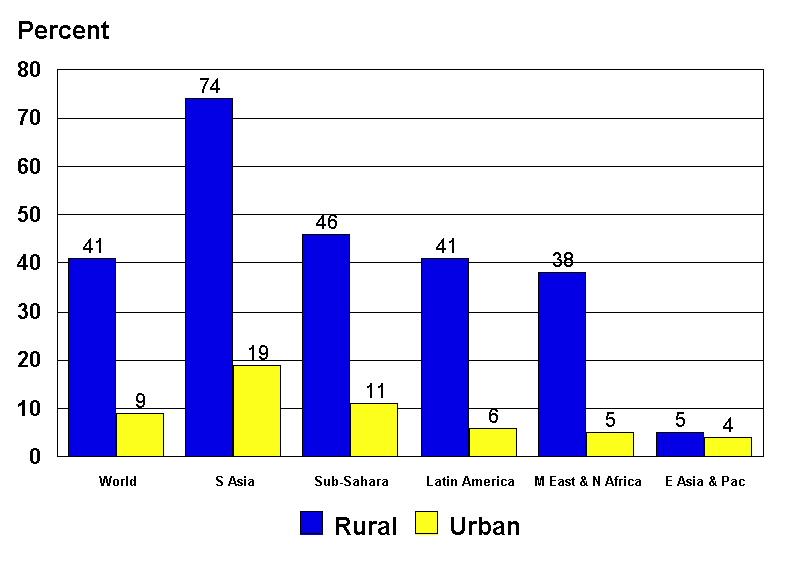 Percent
80
70
60
50
40
30
20
10
0
41
9
74
19
46
11
41
6
38
5
5
4
World
S Asia
Sub-Sahara
Latin America
M East & N Africa
E Asia & Pac
Rural
Urban